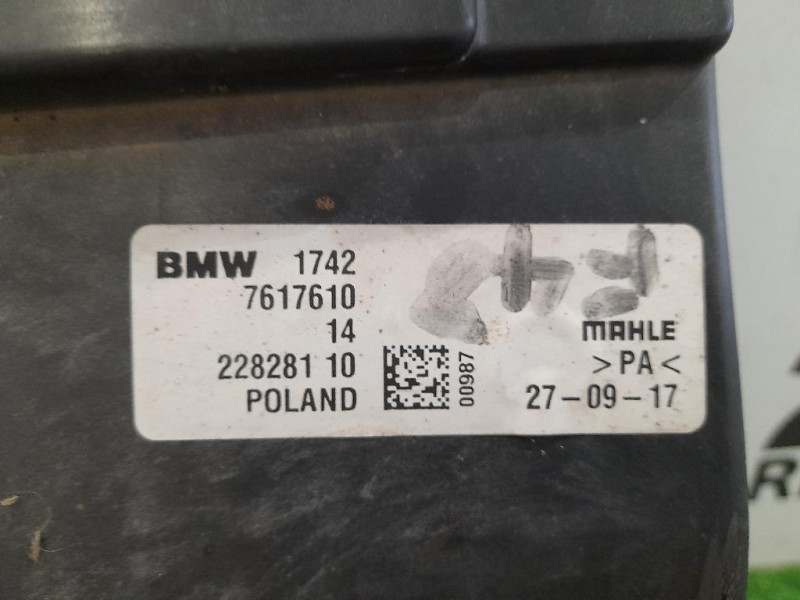 BMW 1742
7617610
14
228281 10
POLAND
00987
MAHLE
>PA<
27-09-17